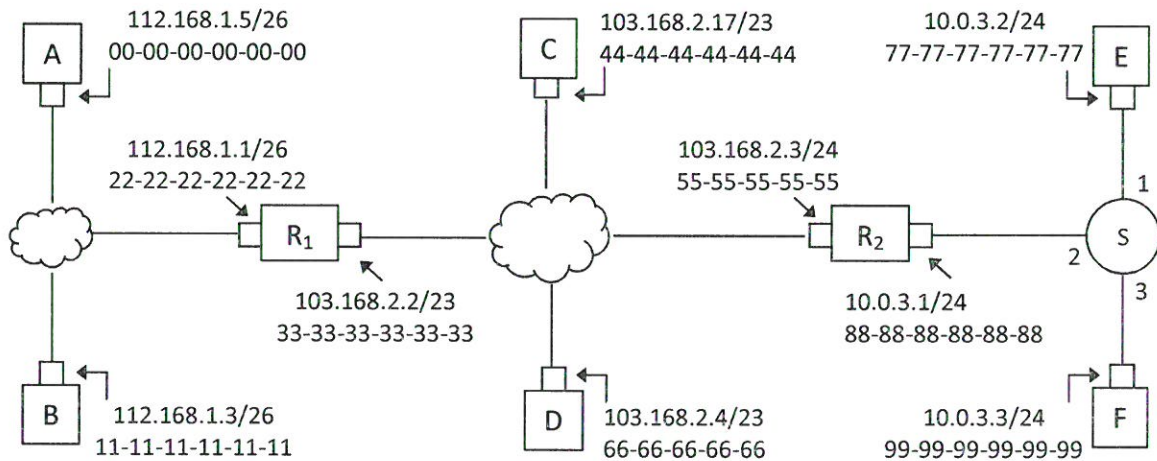 112.168.1.5/26
00-00-00-00-00-00
A
103.168.2.17/23
44-44-44-44-44-44
C
10.0.3.2/24
77-77-77-77-77-77
E
112.168.1.1/26
22-22-22-22-22-22
103.168.2.3/24
55-55-55-55-55
1
R₁
R₂
S
2
3
103.168.2.2/23
33-33-33-33-33-33
10.0.3.1/24
88-88-88-88-88-88
B
112.168.1.3/26
11-11-11-11-11-11
D
103.168.2.4/23
66-66-66-66-66-66
10.0.3.3/24
99-99-99-99-99-99
F